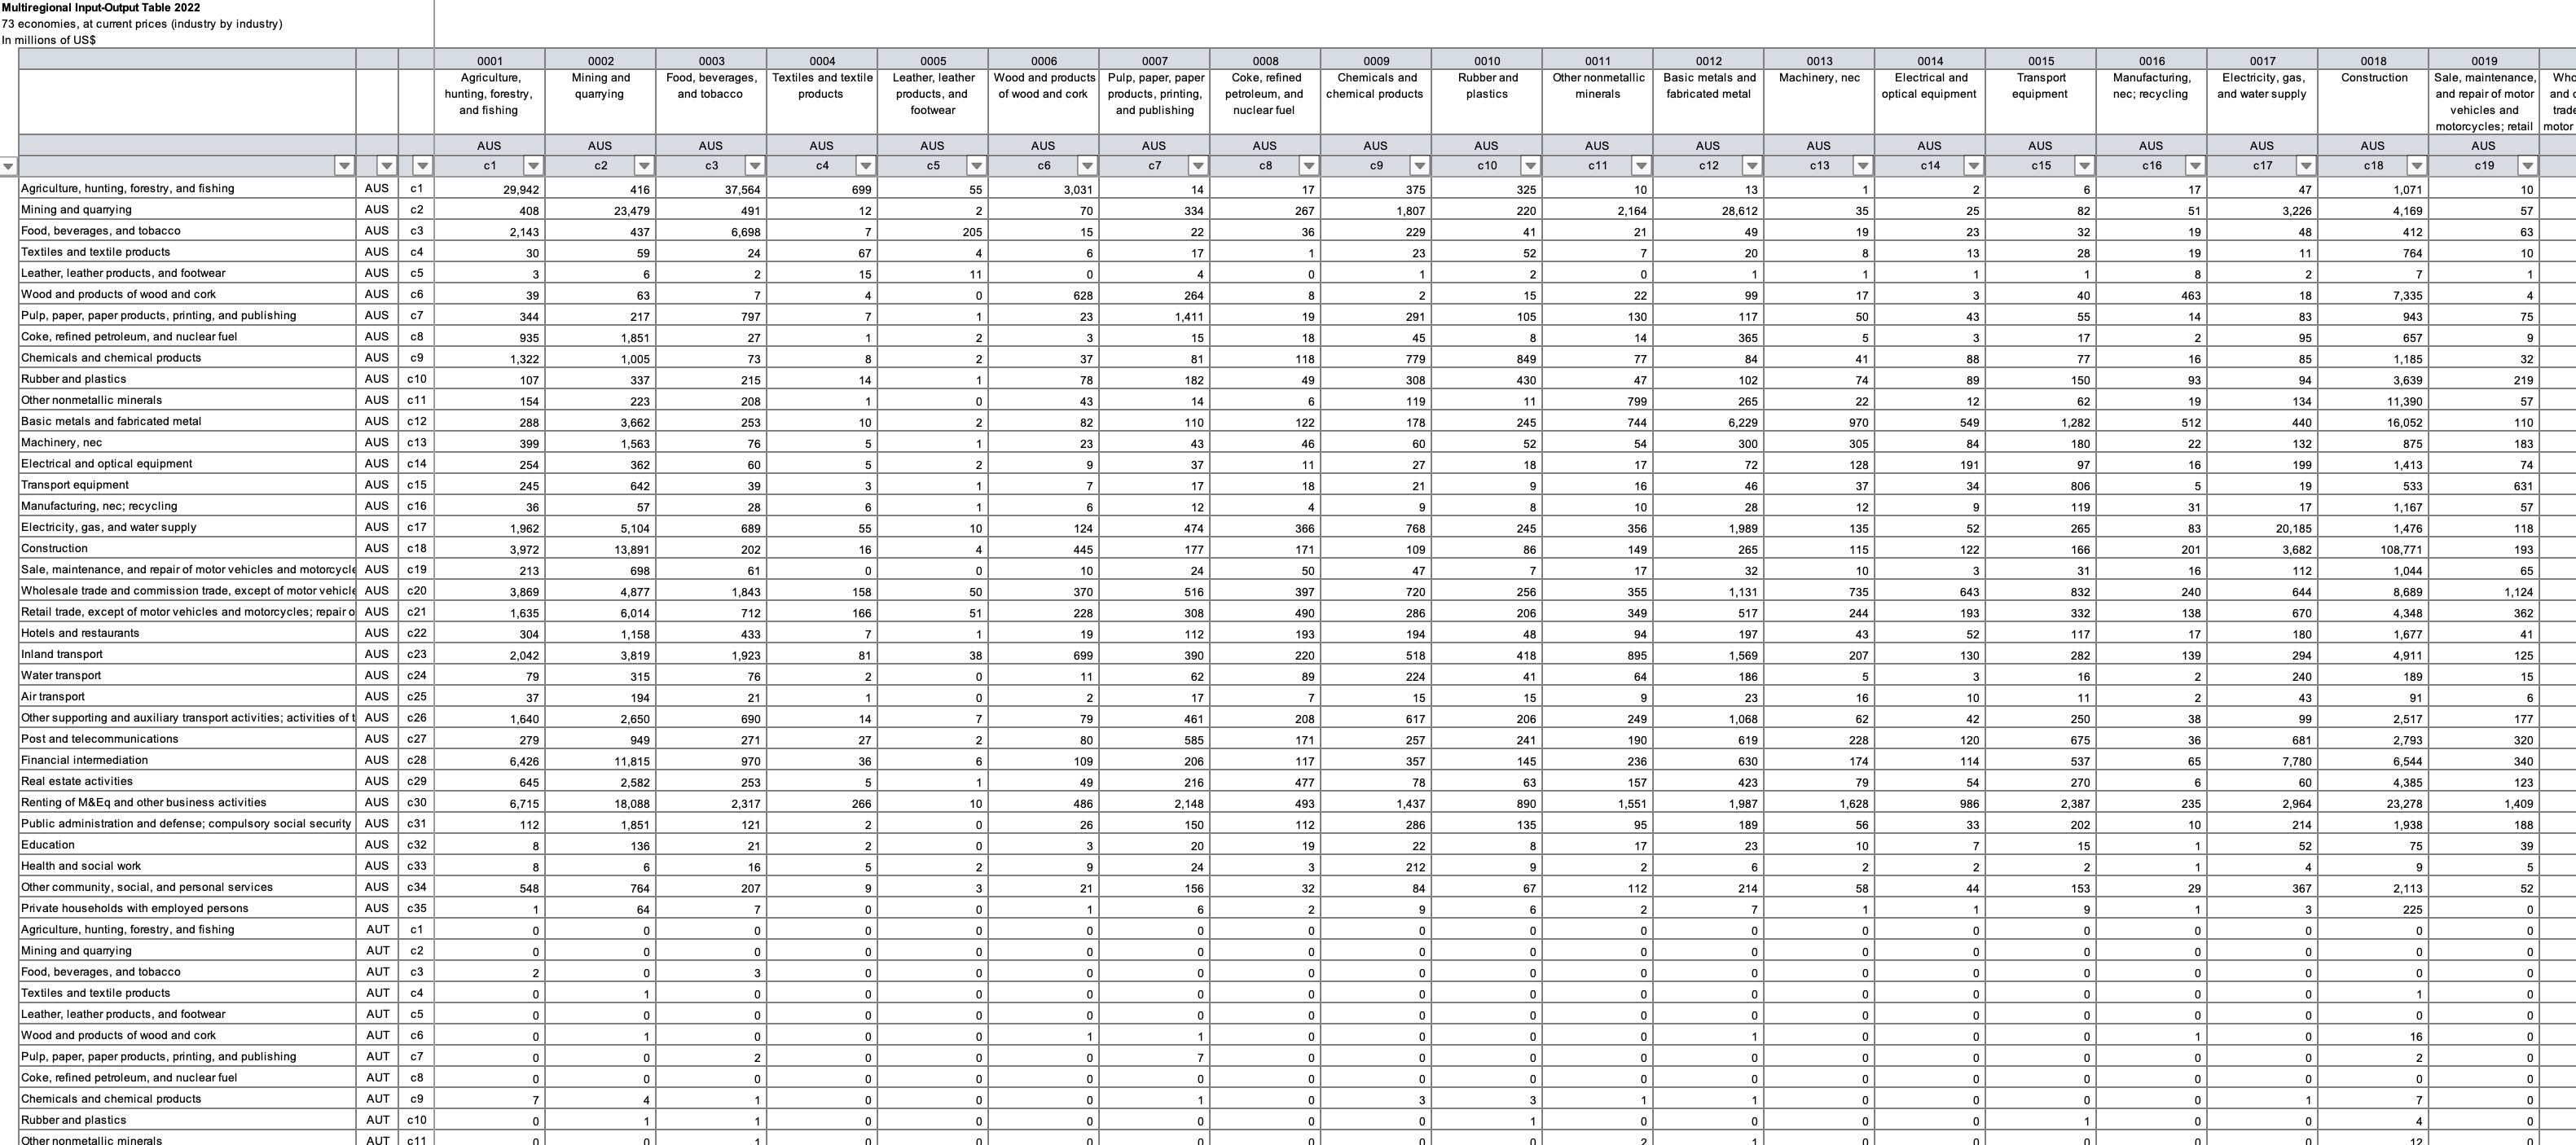 Multiregional Input-Output Table 2022
73 economies, at current prices (industry by industry)
In millions of US$
0001 0002 0003 0004 0005 0006 0007 0008 0009 0010 0011 0012 0013 0014 0015 0016 0017 0018 0019
Agriculture, Mining and Food, beverages, Textiles and textile Leather, leather Wood and products Pulp, paper, paper Coke, refined Chemicals and Rubber and Other nonmetallic Basic metals and Machinery, nec Electrical and Transport Manufacturing, Electricity, gas, Construction Sale, maintenance, Who
hunting, forestry, quarrying and tobacco products products, and of wood and cork products, printing, petroleum, and chemical products plastics minerals fabricated metal optical equipment equipment nec; recycling and water supply and repair of motor and c
and fishing footwear and publishing nuclear fuel vehicles and trade
motorcycles; retail motor
AUS AUS AUS AUS AUS AUS AUS AUS AUS AUS AUS AUS AUS AUS AUS AUS AUS AUS AUS
c1 c2 c3 c4 c5 c6 c7 c8 c9 c10 c11 c12 c13 c14 c15 c16 c17 c18 c19
Agriculture, hunting, forestry, and fishing AUS c1 29,942 416 37,564 699 55 3,031 14 17 375 325 10 13 1 2 6 17 47 1,071 10
Mining and quarrying AUS c2 408 23,479 491 12 2 70 334 267 1,807 220 2,164 28,612 35 25 82 51 3,226 4,169 57
Food, beverages, and tobacco AUS c3 2,143 437 6,698 7 205 15 22 36 229 41 21 49 19 23 32 19 48 412 63
Textiles and textile products AUS c4 30 59 24 67 4 6 17 1 23 52 7 20 8 13 28 19 11 764 10
Leather, leather products, and footwear AUS c5 3 6 2 15 11 0 4 0 1 2 0 1 1 1 1 8 2 7 1
Wood and products of wood and cork AUS c6 39 63 7 4 0 628 264 8 2 15 22 99 17 3 40 463 18 7,335 4
Pulp, paper, paper products, printing, and publishing AUS c7 344 217 797 7 1 23 1,411 19 291 105 130 117 50 43 55 14 83 943 75
Coke, refined petroleum, and nuclear fuel AUS c8 935 1,851 27 1 2 3 15 18 45 8 14 365 5 3 17 2 95 657 9
Chemicals and chemical products AUS c9 1,322 1,005 73 8 2 37 81 118 779 849 77 84 41 88 77 16 85 1,185 32
Rubber and plastics AUS c10 107 337 215 14 1 78 182 49 308 430 47 102 74 89 150 93 94 3,639 219
Other nonmetallic minerals AUS c11 154 223 208 1 0 43 14 6 119 11 799 265 22 12 62 19 134 11,390 57
Basic metals and fabricated metal AUS c12 288 3,662 253 10 2 82 110 122 178 245 744 6,229 970 549 1,282 512 440 16,052 110
Machinery, nec AUS c13 399 1,563 76 5 1 23 43 46 60 52 54 300 305 84 180 22 132 875 183
Electrical and optical equipment AUS c14 254 362 60 5 2 9 37 11 27 18 17 72 128 191 97 16 199 1,413 74
Transport equipment AUS c15 245 642 39 3 1 7 17 18 21 9 16 46 37 34 806 5 19 533 631
Manufacturing, nec; recycling AUS c16 36 57 28 6 1 6 12 4 9 8 10 28 12 9 119 31 17 1,167 57
Electricity, gas, and water supply AUS c17 1,962 5,104 689 55 10 124 474 366 768 245 356 1,989 135 52 265 83 20,185 1,476 118
Construction AUS c18 3,972 13,891 202 16 4 445 177 171 109 86 149 265 115 122 166 201 3,682 108,771 193
Sale, maintenance, and repair of motor vehicles and motorcycle AUS c19 213 698 61 0 0 10 24 50 47 7 17 32 10 3 31 16 112 1,044 65
Wholesale trade and commission trade, except of motor vehicle AUS c20 3,869 4,877 1,843 158 50 370 516 397 720 256 355 1,131 735 643 832 240 644 8,689 1,124
Retail trade, except of motor vehicles and motorcycles; repair o AUS c21 1,635 6,014 712 166 51 228 308 490 286 206 349 517 244 193 332 138 670 4,348 362
Hotels and restaurants AUS c22 304 1,158 433 7 1 19 112 193 194 48 94 197 43 52 117 17 180 1,677 41
Inland transport AUS c23 2,042 3,819 1,923 81 38 699 390 220 518 418 895 1,569 207 130 282 139 294 4,911 125
Water transport AUS c24 79 315 76 2 0 11 62 89 224 41 64 186 5 3 16 2 240 189 15
Air transport AUS c25 37 194 21 1 0 2 17 7 15 15 9 23 16 10 11 2 43 91 6
Other supporting and auxiliary transport activities; activities of t AUS c26 1,640 2,650 690 14 7 79 461 208 617 206 249 1,068 62 42 250 38 99 2,517 177
Post and telecommunications AUS c27 279 949 271 27 2 80 585 171 257 241 190 619 228 120 675 36 681 2,793 320
Financial intermediation AUS c28 6,426 11,815 970 36 6 109 206 117 357 145 236 630 174 114 537 65 7,780 6,544 340
Real estate activities AUS c29 645 2,582 253 5 1 49 216 477 78 63 157 423 79 54 270 6 60 4,385 123
Renting of M&Eq and other business activities AUS c30 6,715 18,088 2,317 266 10 486 2,148 493 1,437 890 1,551 1,987 1,628 986 2,387 235 2,964 23,278 1,409
Public administration and defense; compulsory social security AUS c31 112 1,851 121 2 0 26 150 112 286 135 95 189 56 33 202 10 214 1,938 188
Education AUS c32 8 136 21 2 0 3 20 19 22 8 17 23 10 7 15 1 52 75 39
Health and social work AUS c33 8 6 16 5 2 9 24 3 212 9 2 6 2 2 2 1 4 9 5
Other community, social, and personal services AUS c34 548 764 207 9 3 21 156 32 84 67 112 214 58 44 153 29 367 2,113 52
Private households with employed persons AUS c35 1 64 7 0 0 1 6 2 9 6 2 7 1 1 9 1 3 225 0
Agriculture, hunting, forestry, and fishing AUT c1 0 0 0 0 0 0 0 0 0 0 0 0 0 0 0 0 0 0 0
Mining and quarrying AUT c2 0 0 0 0 0 0 0 0 0 0 0 0 0 0 0 0 0 0 0
Food, beverages, and tobacco AUT c3 2 0 3 0 0 0 0 0 0 0 0 0 0 0 0 0 0 0 0
Textiles and textile products AUT c4 0 1 0 0 0 0 0 0 0 0 0 0 0 0 0 0 0 1 0
Leather, leather products, and footwear AUT c5 0 0 0 0 0 0 0 0 0 0 0 0 0 0 0 0 0 0 0
Wood and products of wood and cork AUT c6 0 1 0 0 0 1 1 0 0 0 0 1 0 0 0 1 0 16 0
Pulp, paper, paper products, printing, and publishing AUT c7 0 0 2 0 0 0 7 0 0 0 0 0 0 0 0 0 0 2 0
Coke, refined petroleum, and nuclear fuel AUT c8 0 0 0 0 0 0 0 0 0 0 0 0 0 0 0 0 0 0 0
Chemicals and chemical products AUT c9 7 4 1 0 0 0 1 0 3 3 1 1 0 0 0 0 1 7 0
Rubber and plastics AUT c10 0 1 1 0 0 0 0 0 0 1 0 0 0 0 1 0 0 4 0
Other nonmetallic minerals AUT c11 0 0 1 0 0 0 0 0 0 0 2 1 0 0 0 0 0 12 0